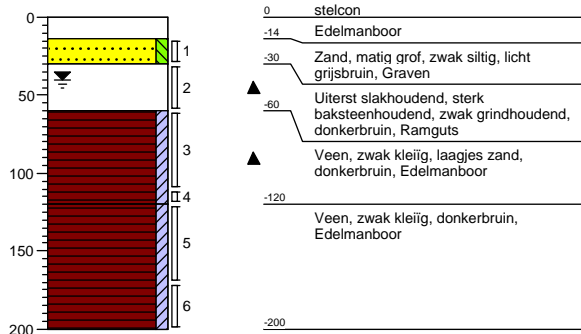 0
50
100
150
200
1
2
3
4
5
6
0
stelcon
-14
Edelmanboor
-30
Zand, matig grof, zwak siltig, licht
grijsbruin, Graven
-60
Uiterst slakhoudend, sterk
baksteenhoudend, zwak grindhoudend,
donkerbruin, Ramguts
Veen, zwak kleiïg, laagjes zand,
donkerbruin, Edelmanboor
-120
Veen, zwak kleiïg, donkerbruin,
Edelmanboor
-200